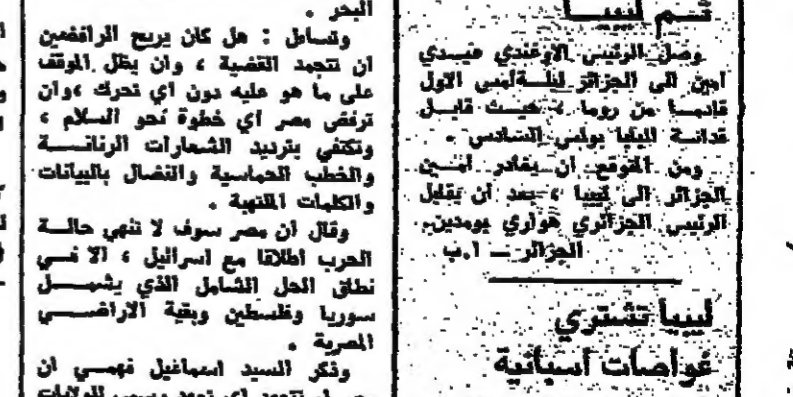 ثم ليبيا
وصل الرئيس الاوغندي عيدي
امين الى الجزائر ليلة امس الاول
قادما من روما ، حيث قابل
قداسة البابا بولس السادس .
ومن المتوقع ان يغادر امين
الجزائر الى ليبيا ، بعد ان يقابل
الرئيس الجزائري هواري بومدين.
الجزائر ــ ا.ب
ليبيا تشتري
غواصات اسبانية
البحر .
وتساءل : هل كان يريح الرافضين
ان تتجمد القضية ، وان يظل الموقف
على ما هو عليه دون اي تحرك ، وان
ترفض مصر اي خطوة نحو السلام ،
وتكتفي بترديد الشعارات الرنانة
والخطب الحماسية والنضال بالبيانات
والكلمات الملتهبة .
وقال ان مصر سوف لا تنهي حالة
الحرب اطلاقا مع اسرائيل ، الا في
نطاق الحل الشامل الذي يشمل
سوريا وفلسطين وبقية الاراضي
المصرية .
وذكر السيد اسماعيل فهمي ان